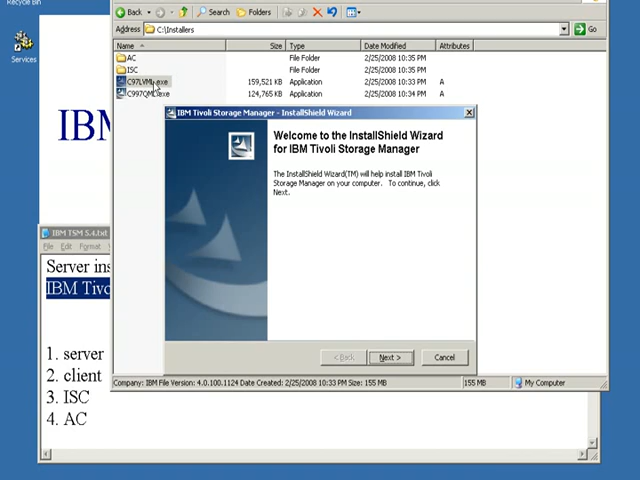 Recycle Bin
Services
Back Search Folders
Address C:\Installers Go
Name Size Type Date Modified Attributes
AC File Folder 2/25/2008 10:35 PM
ISC File Folder 2/25/2008 10:35 PM
159,521 KB Application 2/25/2008 10:33 PM A
124,765 KB Application 2/25/2008 10:34 PM A
IBM
IBM Tivoli Storage Manager - InstallShield Wizard
Welcome to the InstallShield Wizard
for IBM Tivoli Storage Manager
The InstallShield Wizard(TM) will help install IBM Tivoli
Storage Manager on your computer. To continue, click
Next.
< Back Next > Cancel
Company: IBM File Version: 4.0.100.1124 Date Created: 2/25/2008 10:33 PM Size: 155 MB 155 MB My Computer
IBM TSM 5.4.txt
File Edit Format
Server ins
IBM Tivo
1. server
2. client
3. ISC
4. AC